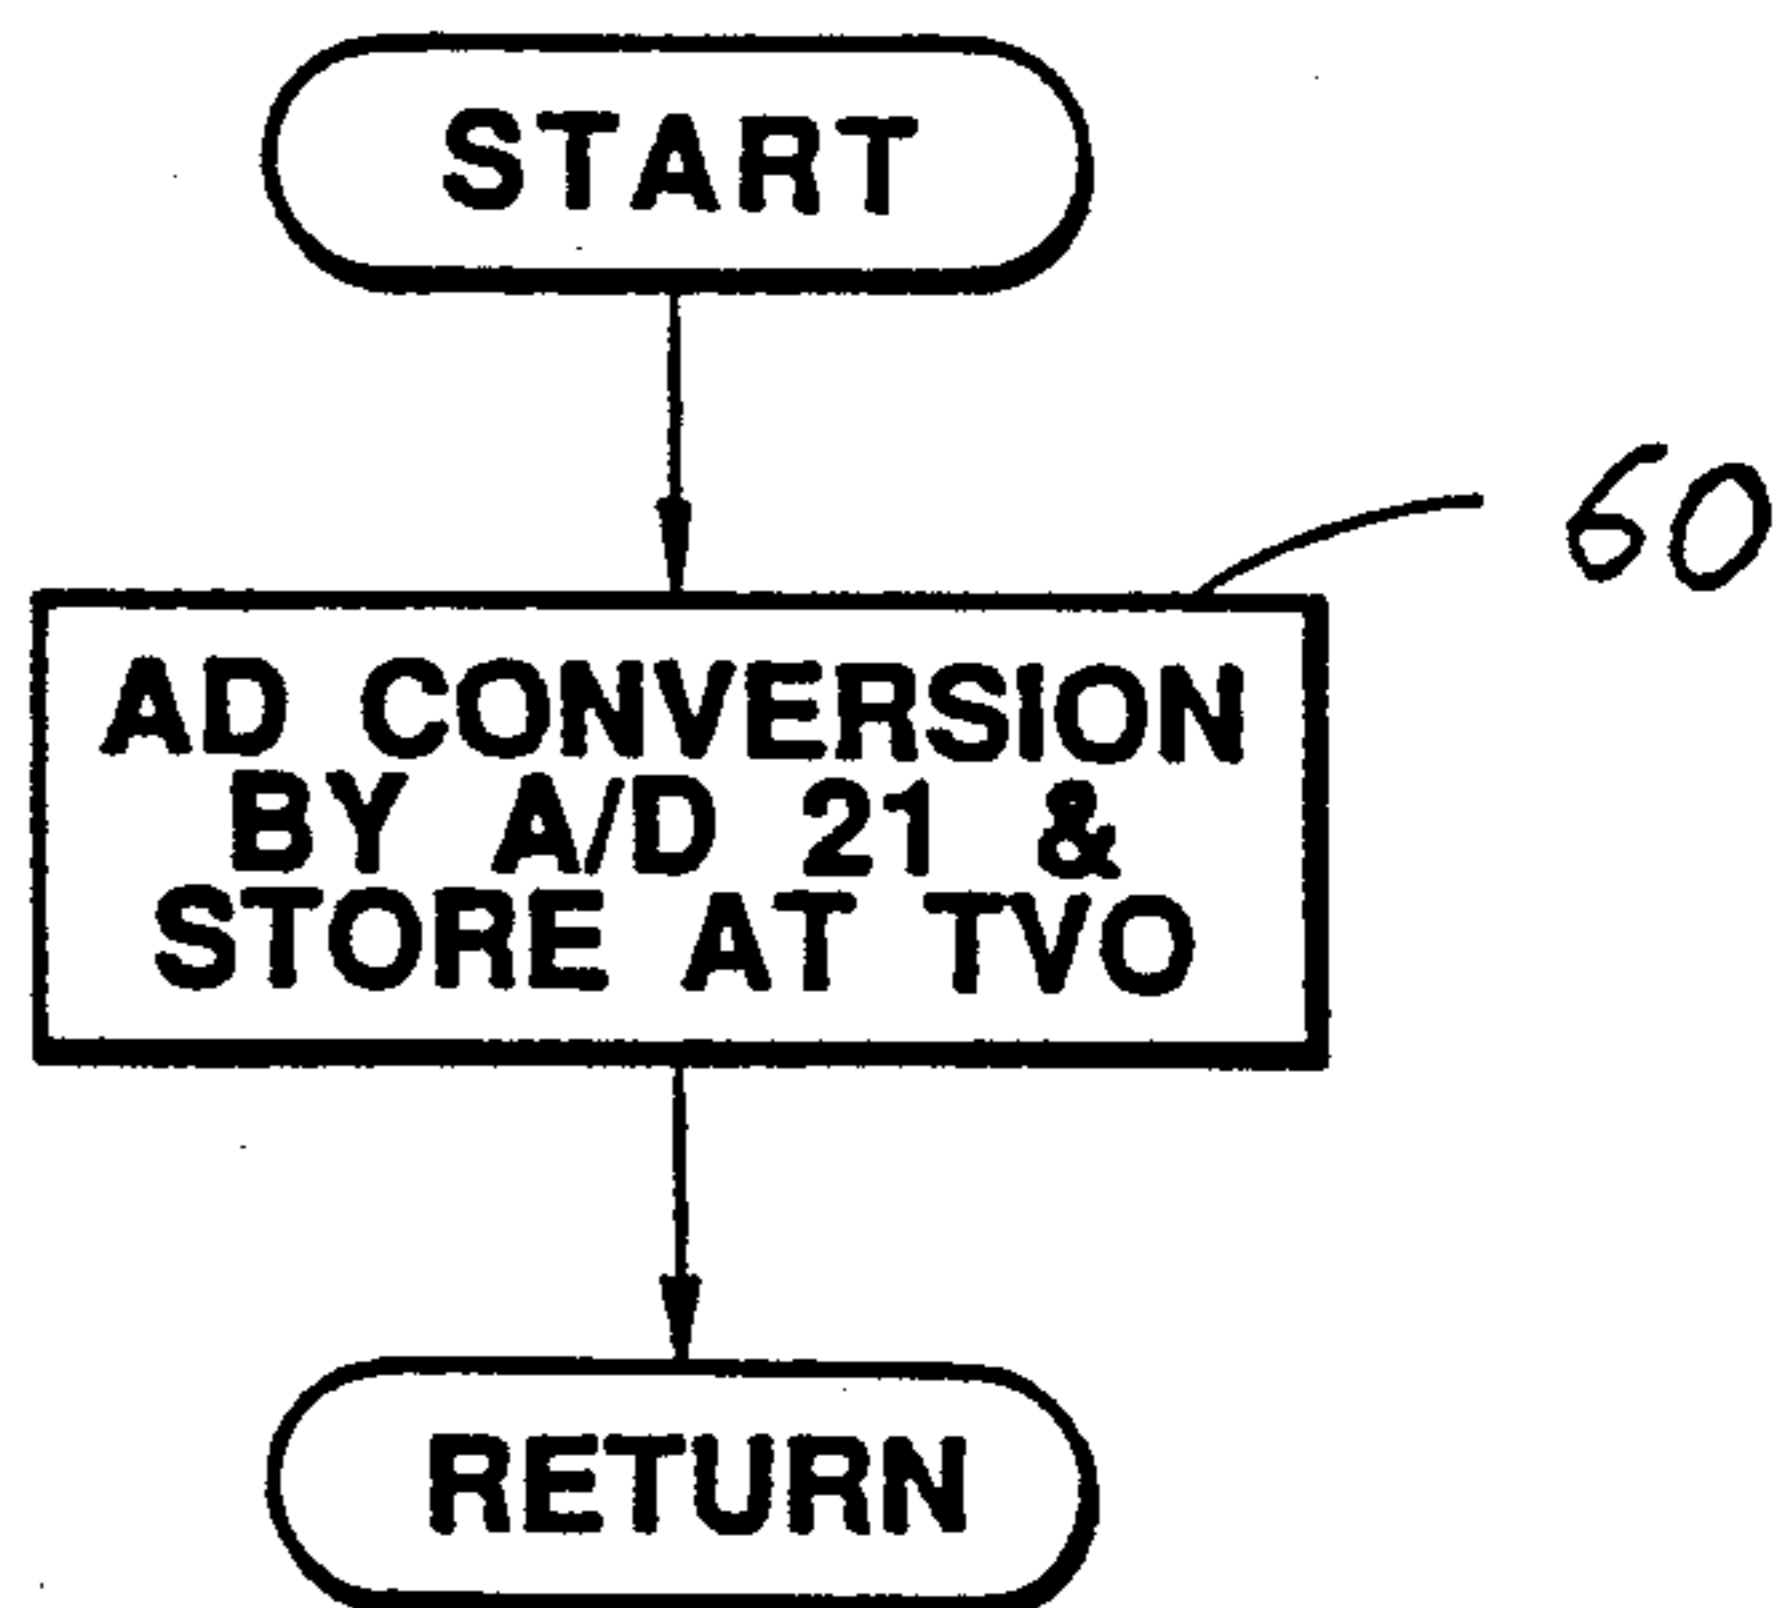 START
60
AD CONVERSION
BY A/D 21 &
STORE AT TVO
RETURN